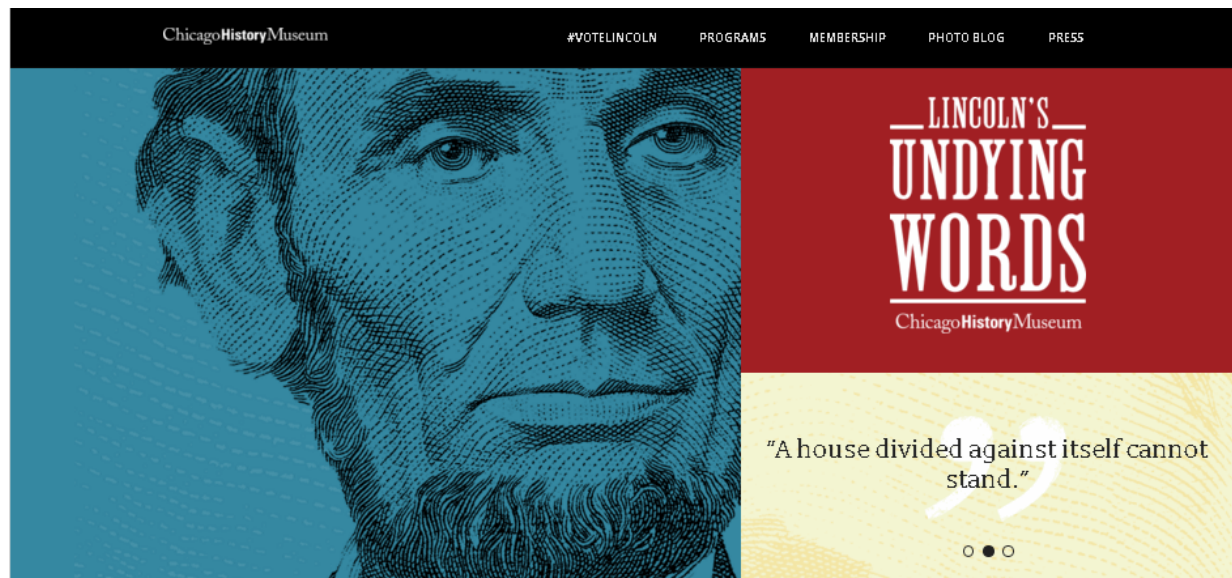 ChicagoHistoryMuseum
#VOTELINCOLN
PROGRAMS
MEMBERSHIP
PHOTO BLOG
PRESS
LINCOLN'S
UNDYING
WORDS
ChicagoHistoryMuseum
"A house divided against itself cannot
stand."